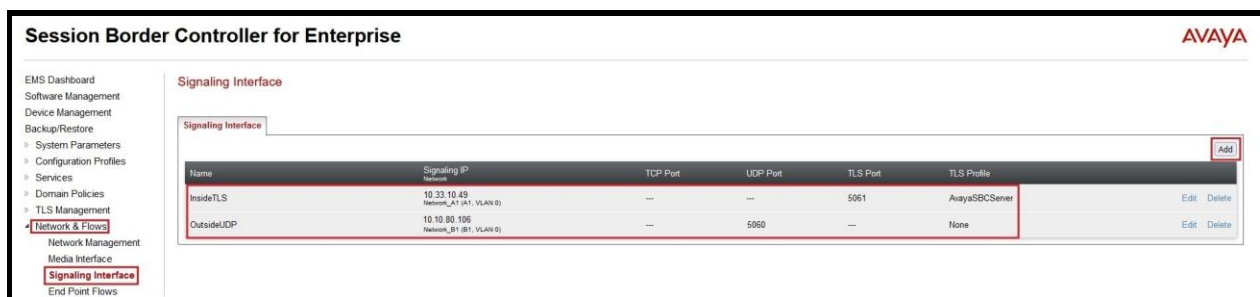 Session Border Controller for Enterprise
AVAYA
EMS Dashboard
Software Management
Device Management
Backup/Restore
System Parameters
Configuration Profiles
Services
Domain Policies
TLS Management
Network & Flows
Network Management
Media Interface
Signaling Interface
End Point Flows
Signaling Interface
Signaling Interface
Add
Name Signaling IP TCP Port UDP Port TLS Port TLS Profile
Network
InsideTLS 10.33.10.49 --- --- 5061 AvayaSBCServer Edit Delete
Network_A1 (A1, VLAN 0)
OutsideUDP 10.10.80.106 --- 5060 --- None Edit Delete
Network_B1 (B1, VLAN 0)